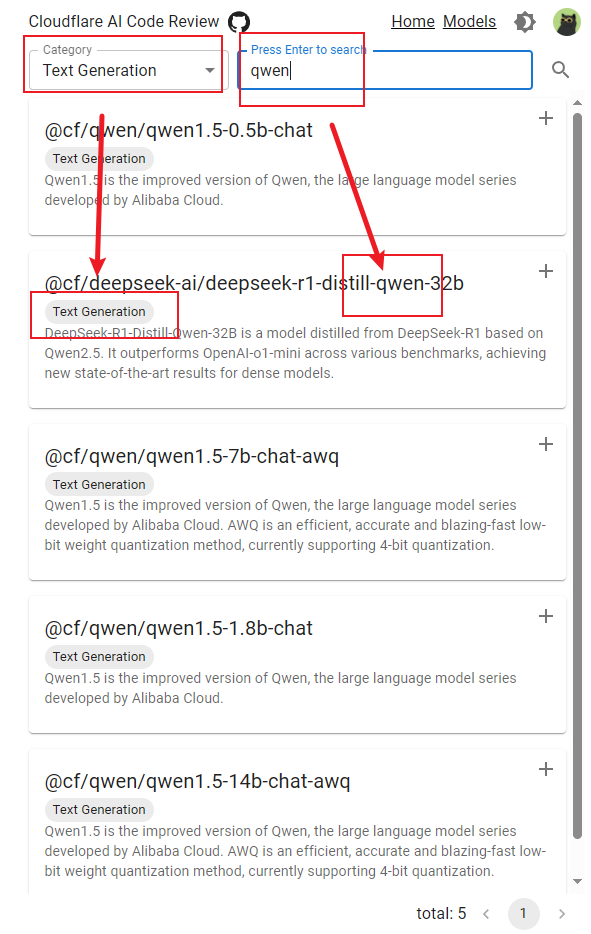 Cloudflare AI Code Review Home Models
Category
Text Generation
Press Enter to search
qwen
@cf/qwen/qwen1.5-0.5b-chat
Text Generation
Qwen1.5 is the improved version of Qwen, the large language model series
developed by Alibaba Cloud.
@cf/deepseek-ai/deepseek-r1-distill-qwen-32b
Text Generation
DeepSeek-R1-Distill-Qwen-32B is a model distilled from DeepSeek-R1 based on
Qwen2.5. It outperforms OpenAI-o1-mini across various benchmarks, achieving
new state-of-the-art results for dense models.
@cf/qwen/qwen1.5-7b-chat-awq
Text Generation
Qwen1.5 is the improved version of Qwen, the large language model series
developed by Alibaba Cloud. AWQ is an efficient, accurate and blazing-fast low-
bit weight quantization method, currently supporting 4-bit quantization.
@cf/qwen/qwen1.5-1.8b-chat
Text Generation
Qwen1.5 is the improved version of Qwen, the large language model series
developed by Alibaba Cloud.
@cf/qwen/qwen1.5-14b-chat-awq
Text Generation
Qwen1.5 is the improved version of Qwen, the large language model series
developed by Alibaba Cloud. AWQ is an efficient, accurate and blazing-fast low-
bit weight quantization method, currently supporting 4-bit quantization.
total: 5 1